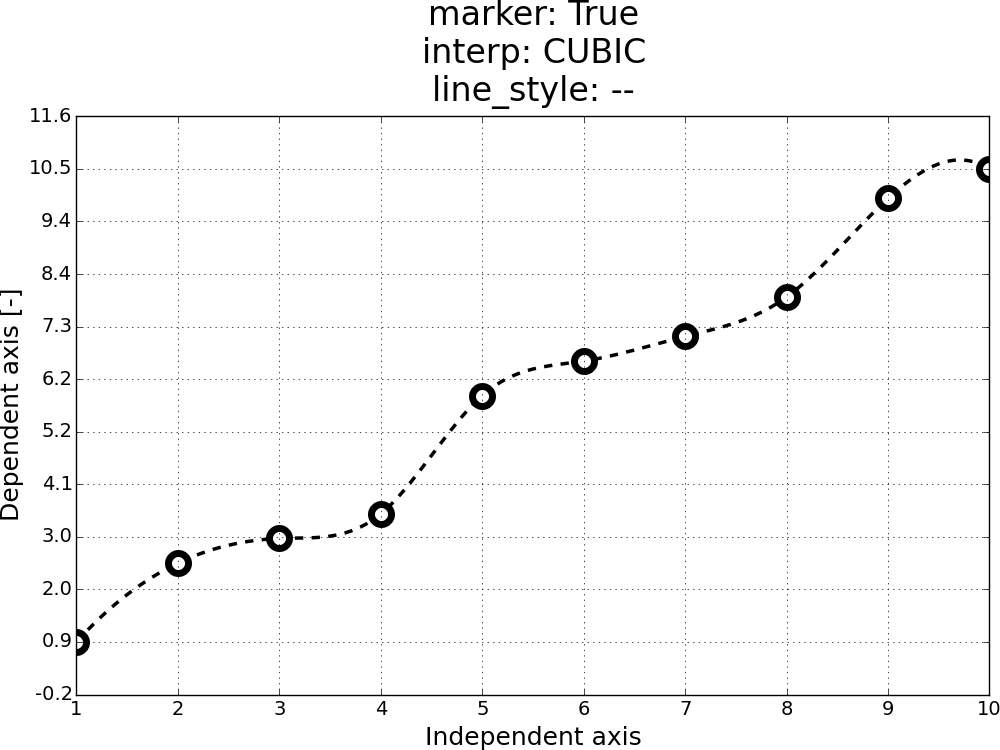 marker: True
interp: CUBIC
line_style: --
11.6
10.5
9.4
8.4
7.3
6.2
5.2
4.1
3.0
2.0
0.9
-0.2
Dependent axis [-]
1 2 3 4 5 6 7 8 9 10
Independent axis